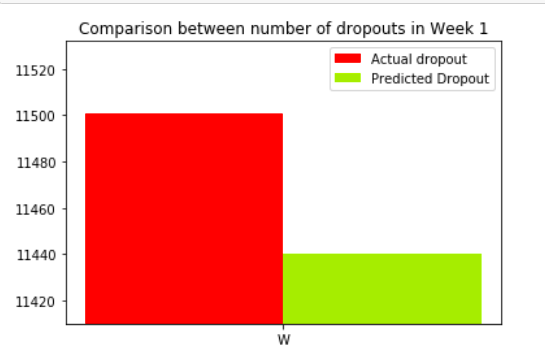 Comparison between number of dropouts in Week 1
Actual dropout
Predicted Dropout
11520
11500
11480
11460
11440
11420
W